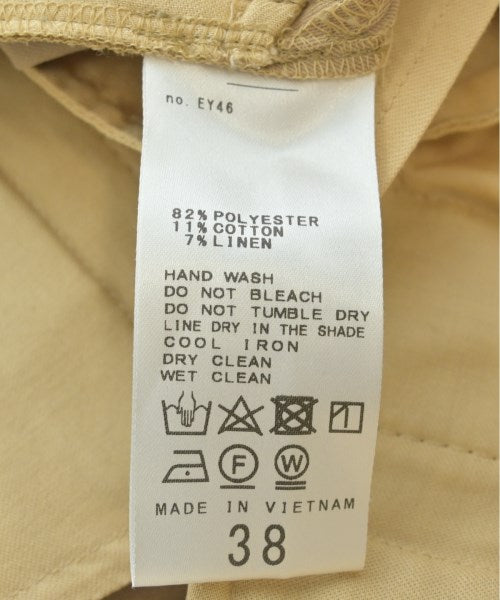 no. EY46
82% POLYESTER
11% COTTON
7% LINEN
HAND WASH
DO NOT BLEACH
DO NOT TUMBLE DRY
LINE DRY IN THE SHADE
COOL IRON
DRY CLEAN
WET CLEAN
F W
MADE IN VIETNAM
38